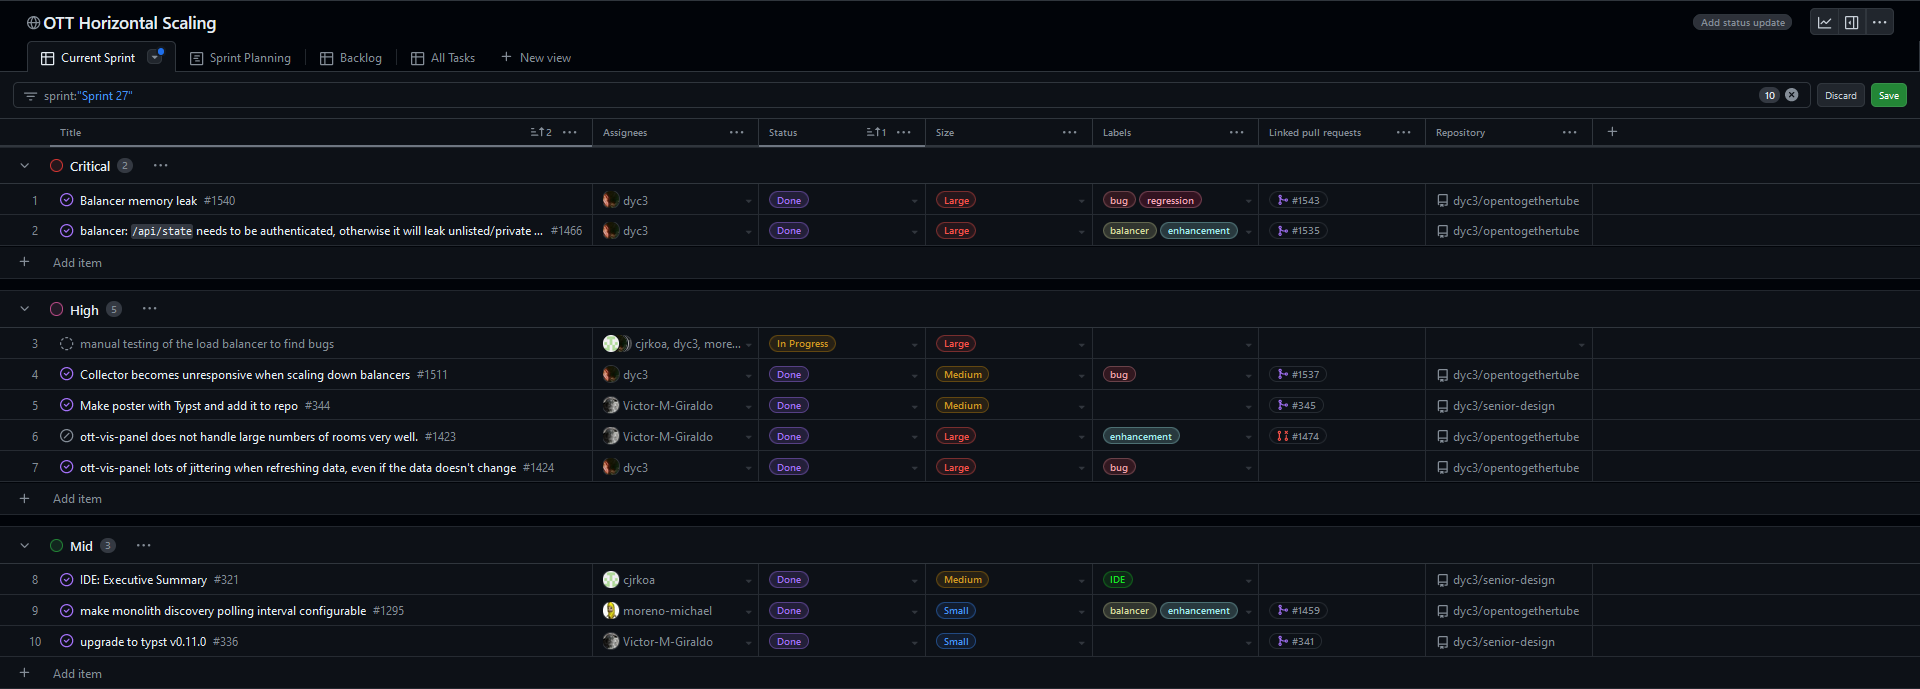 OTT Horizontal Scaling
Add status update
Current Sprint Sprint Planning Backlog All Tasks New view
sprint:"Sprint 27" 10 Discard Save
Title 2 Assignees Status 1 Size Labels Linked pull requests Repository
Critical 2
1 Balancer memory leak #1540 dyc3 Done Large bug regression #1543 dyc3/opentogethertube
2 balancer: /api/state needs to be authenticated, otherwise it will leak unlisted/private ... #1466 dyc3 Done Large balancer enhancement #1535 dyc3/opentogethertube
Add item
High 5
3 manual testing of the load balancer to find bugs cjrkoa, dyc3, more... In Progress Large
4 Collector becomes unresponsive when scaling down balancers #1511 dyc3 Done Medium bug #1537 dyc3/opentogethertube
5 Make poster with Typst and add it to repo #344 Victor-M-Giraldo Done Medium #345 dyc3/senior-design
6 ott-vis-panel does not handle large numbers of rooms very well. #1423 Victor-M-Giraldo Done Large enhancement #1474 dyc3/opentogethertube
7 ott-vis-panel: lots of jittering when refreshing data, even if the data doesn't change #1424 dyc3 Done Large bug dyc3/opentogethertube
Add item
Mid 3
8 IDE: Executive Summary #321 cjrkoa Done Medium IDE dyc3/senior-design
9 make monolith discovery polling interval configurable #1295 moreno-michael Done Small balancer enhancement #1459 dyc3/opentogethertube
10 upgrade to typst v0.11.0 #336 Victor-M-Giraldo Done Small #341 dyc3/senior-design
Add item